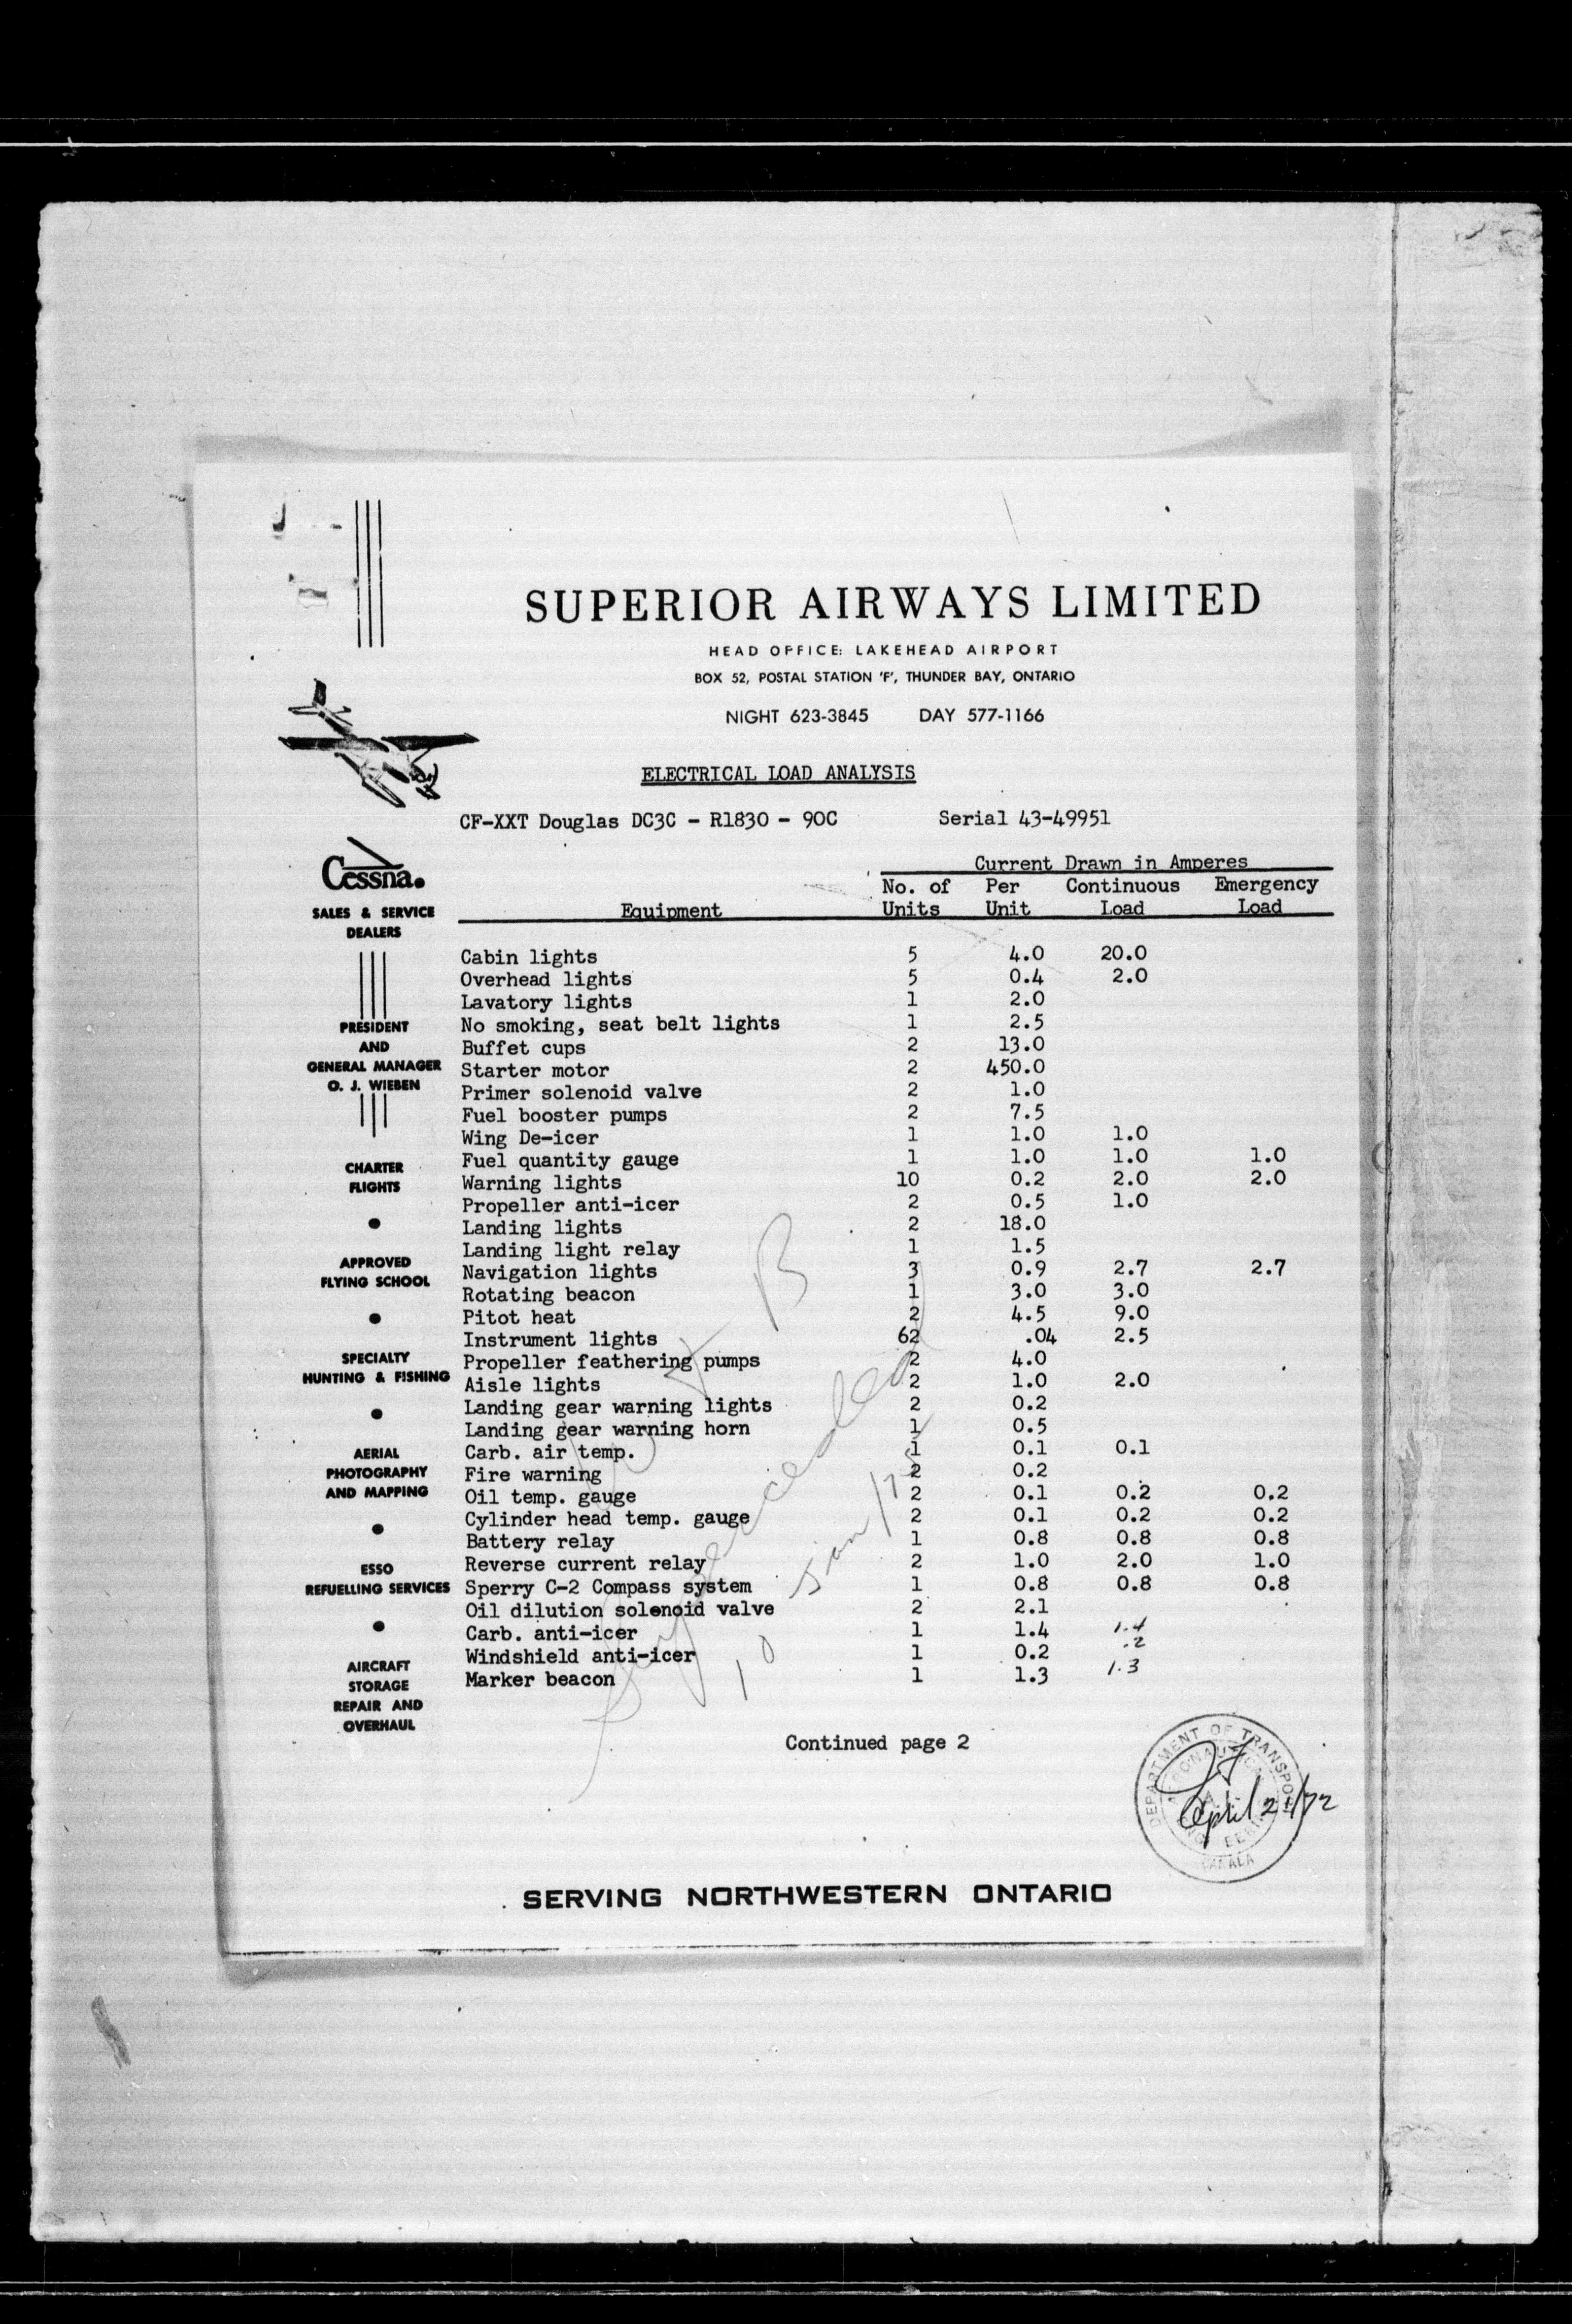 SUPERIOR AIRWAYS LIMITED
HEAD OFFICE: LAKEHEAD AIRPORT
BOX 52, POSTAL STATION 'F', THUNDER BAY, ONTARIO
NIGHT 623-3845 DAY 577-1166
ELECTRICAL LOAD ANALYSIS
CF-XXT Douglas DC3C - R1830 - 90C Serial 43-49951
Cessna.
SALES & SERVICE
DEALERS
PRESIDENT
AND
GENERAL MANAGER
O. J. WIEBEN
CHARTER
FLIGHTS
APPROVED
FLYING SCHOOL
SPECIALTY
HUNTING & FISHING
AERIAL
PHOTOGRAPHY
AND MAPPING
ESSO
REFUELLING SERVICES
AIRCRAFT
STORAGE
REPAIR AND
OVERHAUL
Current Drawn in Amperes
No. of Per Continuous Emergency
Equipment Units Unit Load Load
Cabin lights 5 4.0 20.0
Overhead lights 5 0.4 2.0
Lavatory lights 1 2.0
No smoking, seat belt lights 1 2.5
Buffet cups 2 13.0
Starter motor 2 450.0
Primer solenoid valve 2 1.0
Fuel booster pumps 2 7.5
Wing De-icer 1 1.0 1.0
Fuel quantity gauge 1 1.0 1.0 1.0
Warning lights 10 0.2 2.0 2.0
Propeller anti-icer 2 0.5 1.0
Landing lights 2 18.0
Landing light relay 1 1.5
Navigation lights 3 0.9 2.7 2.7
Rotating beacon 1 3.0 3.0
Pitot heat 2 4.5 9.0
Instrument lights 62 .04 2.5
Propeller feathering pumps 2 4.0
Aisle lights 2 1.0 2.0
Landing gear warning lights 2 0.2
Landing gear warning horn 1 0.5
Carb. air temp. 1 0.1 0.1
Fire warning 2 0.2
Oil temp. gauge 2 0.1 0.2 0.2
Cylinder head temp. gauge 2 0.1 0.2 0.2
Battery relay 1 0.8 0.8 0.8
Reverse current relay 2 1.0 2.0 1.0
Sperry C-2 Compass system 1 0.8 0.8 0.8
Oil dilution solenoid valve 2 2.1
Carb. anti-icer 1 1.4 1.4
Windshield anti-icer 1 0.2 .2
Marker beacon 1 1.3 1.3
Superceeded
10 Jan/75
Continued page 2
DEPARTMENT OF TRANSPORT
CANADA
April 21/72
SERVING NORTHWESTERN ONTARIO